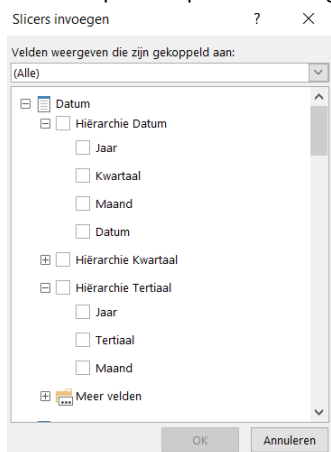 Slicers invoegen ? ×
Velden weergeven die zijn gekoppeld aan:
(Alle)
Datum
Hiërarchie Datum
Jaar
Kwartaal
Maand
Datum
Hiërarchie Kwartaal
Hiërarchie Tertiaal
Jaar
Tertiaal
Maand
Meer velden
OK Annuleren